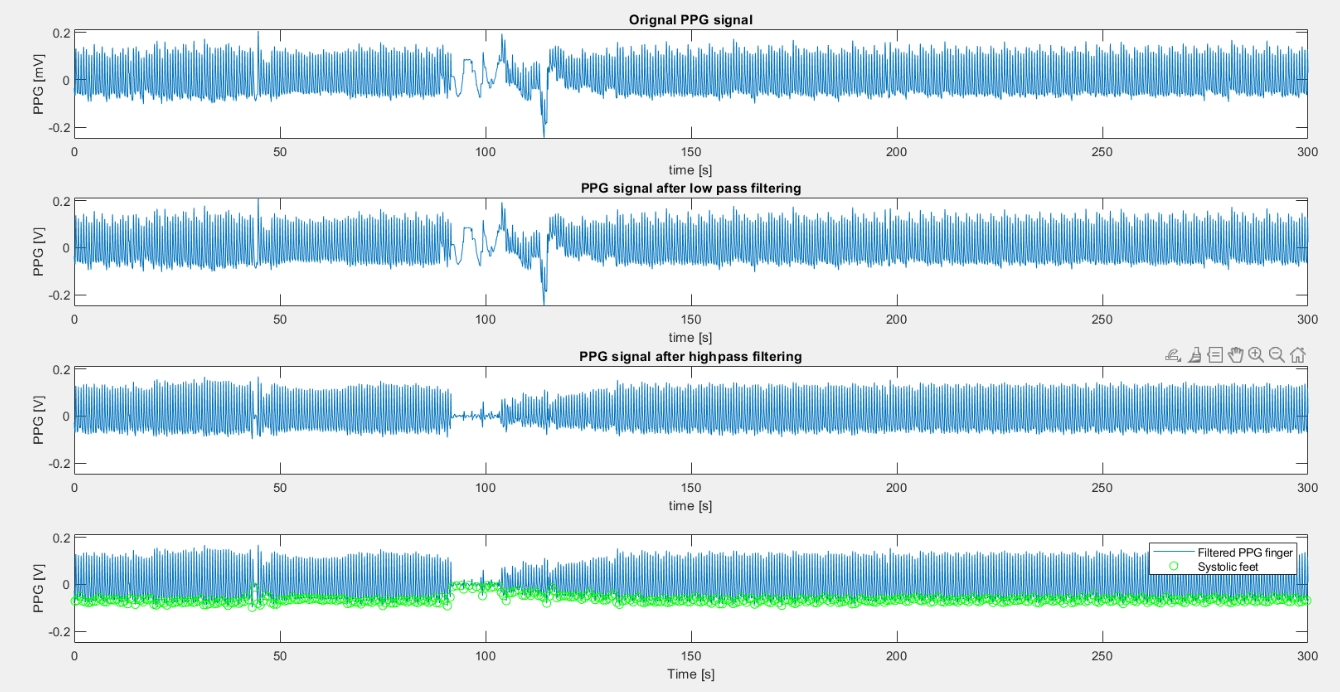 Orignal PPG signal
0.2
0
-0.2
PPG [mV]
0 50 100 150 200 250 300
time [s]
PPG signal after low pass filtering
0.2
0
-0.2
PPG [V]
0 50 100 150 200 250 300
time [s]
PPG signal after highpass filtering
0.2
0
-0.2
PPG [V]
0 50 100 150 200 250 300
time [s]
0.2
0
-0.2
PPG [V]
Filtered PPG finger
Systolic feet
0 50 100 150 200 250 300
Time [s]